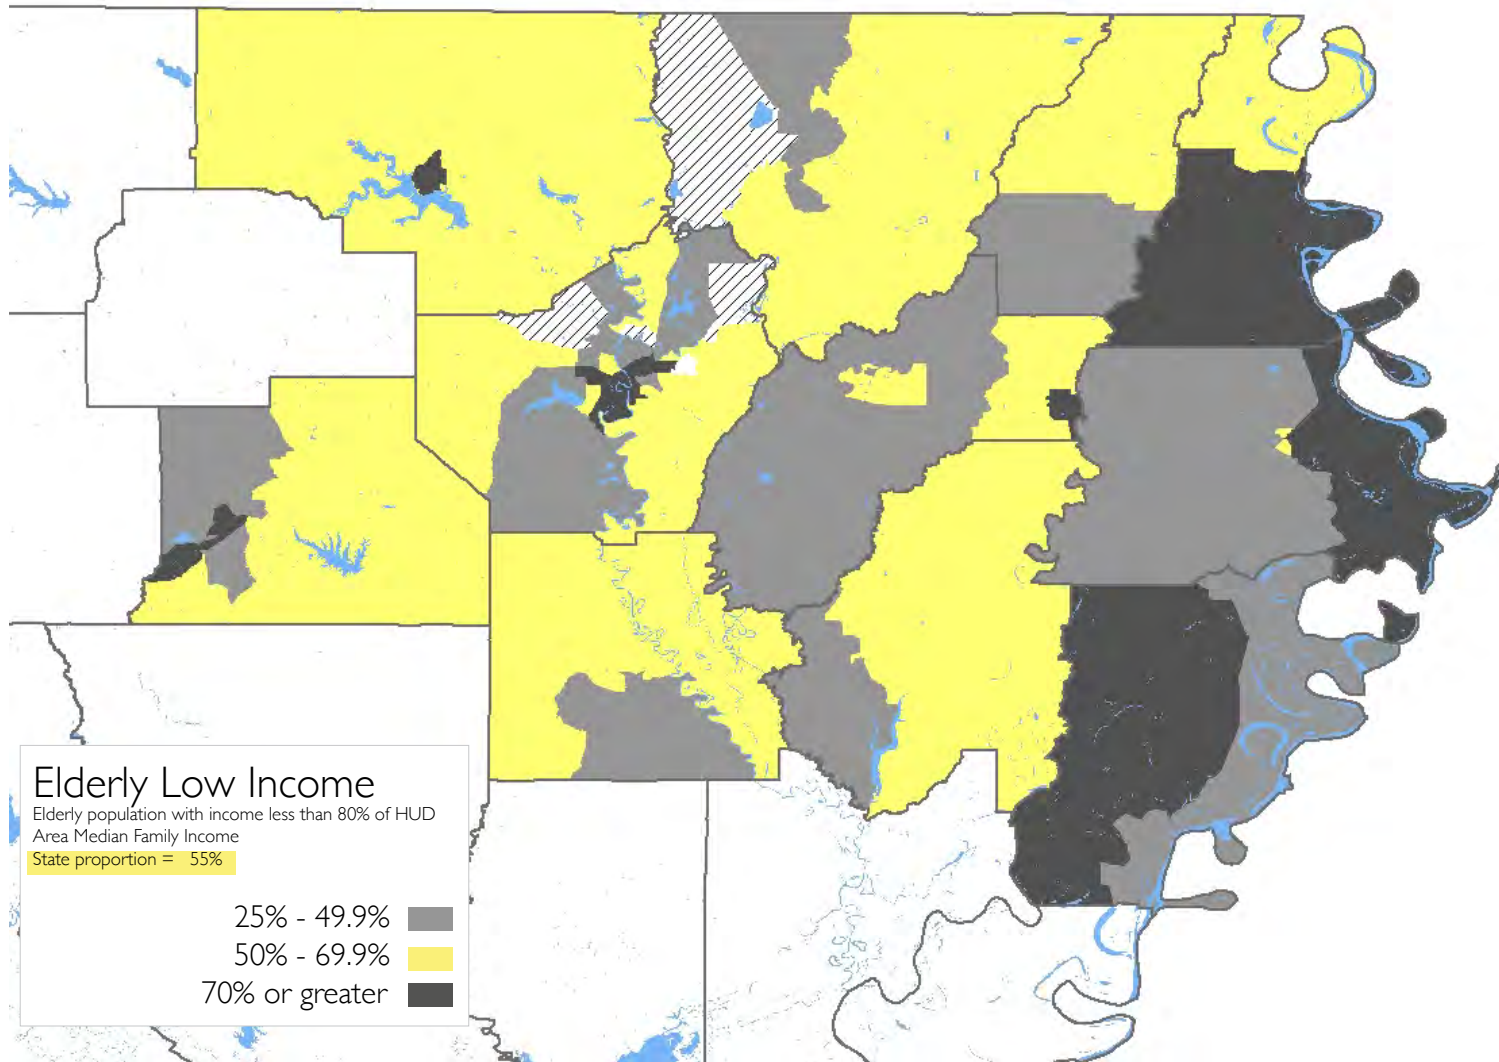 Elderly Low Income
Elderly population with income less than 80% of HUD
Area Median Family Income
State proportion = 55%
25% - 49.9%
50% - 69.9%
70% or greater